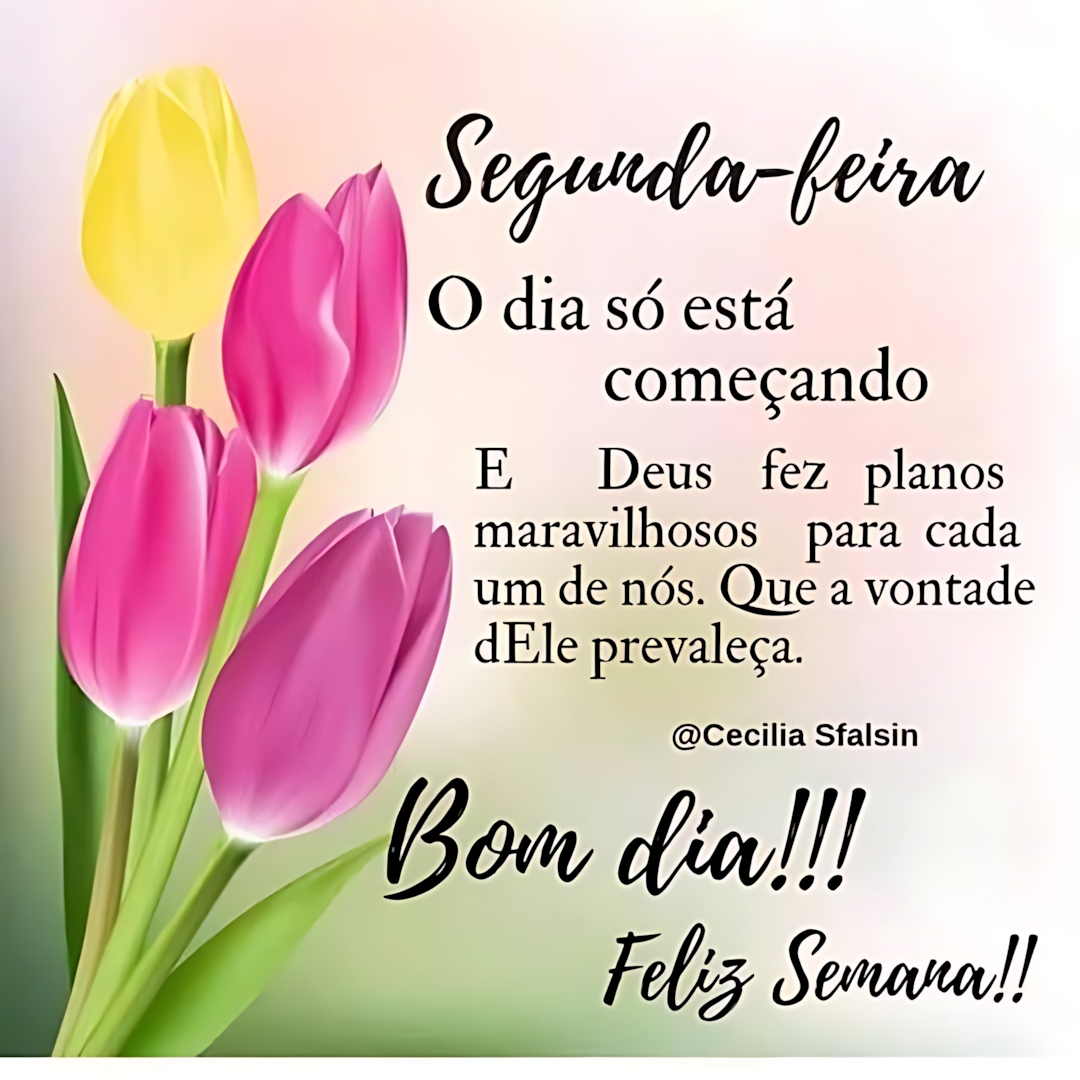 Segunda-feira
O dia só está
começando
E Deus fez planos
maravilhosos para cada
um de nós. Que a vontade
dEle prevaleça.
@Cecilia Sfalsin
Bom dia!!!
Feliz Semana!!